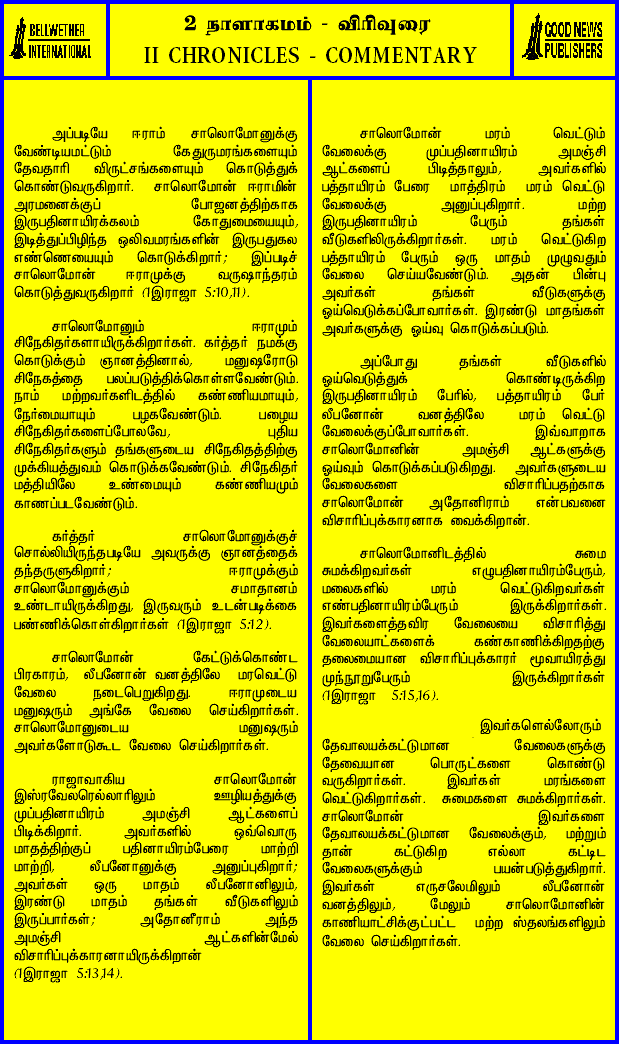 BELLWETHER
INTERNATIONAL
2 நாளாகமம் - விரிவுரை
II CHRONICLES - COMMENTARY
GOOD NEWS
PUBLISHERS
அப்படியே ஈராம் சாலொமோனுக்கு
வேண்டியமட்டும் கேதுருமரங்களையும்
தேவதாரி விருட்சங்களையும் கொடுத்துக்
கொண்டுவருகிறார். சாலொமோன் ஈராமின்
அரமனைக்குப் போஜனத்திற்காக
இருபதினாயிரக்கலம் கோதுமையையும்,
இடித்துப்பிழிந்த ஒலிவமரங்களின் இருபதுகல
எண்ணெயையும் கொடுக்கிறார்; இப்படிச்
சாலொமோன் ஈராமுக்கு வருஷாந்தரம்
கொடுத்துவருகிறார் (1இராஜா 5:10,11).
சாலொமோனும் ஈராமும்
சிநேகிதர்களாயிருக்கிறார்கள். கர்த்தர் நமக்கு
கொடுக்கும் ஞானத்தினால், மனுஷரோடு
சிநேகத்தை பலப்படுத்திக்கொள்ளவேண்டும்.
நாம் மற்றவர்களிடத்தில் கண்ணியமாயும்,
நேர்மையாயும் பழகவேண்டும். பழைய
சிநேகிதர்களைப்போலவே, புதிய
சிநேகிதர்களும் தங்களுடைய சிநேகிதத்திற்கு
முக்கியத்துவம் கொடுக்கவேண்டும். சிநேகிதர்
மத்தியிலே உண்மையும் கண்ணியமும்
காணப்படவேண்டும்.
கர்த்தர் சாலொமோனுக்குச்
சொல்லியிருந்தபடியே அவருக்கு ஞானத்தைத்
தந்தருளுகிறார்; ஈராமுக்கும்
சாலொமோனுக்கும் சமாதானம்
உண்டாயிருக்கிறது, இருவரும் உடன்படிக்கை
பண்ணிக்கொள்கிறார்கள் (1இராஜா 5:12).
சாலொமோன் கேட்டுக்கொண்ட
பிரகாரம், லீபனோன் வனத்திலே மரவெட்டு
வேலை நடைபெறுகிறது. ஈராமுடைய
மனுஷரும் அங்கே வேலை செய்கிறார்கள்.
சாலொமோனுடைய மனுஷரும்
அவர்களோடுகூட வேலை செய்கிறார்கள்.
ராஜாவாகிய சாலொமோன்
இஸ்ரவேலரெல்லாரிலும் ஊழியத்துக்கு
முப்பதினாயிரம் அமஞ்சி ஆட்களைப்
பிடிக்கிறார். அவர்களில் ஒவ்வொரு
மாதத்திற்குப் பதினாயிரம்பேரை மாற்றி
மாற்றி, லீபனோனுக்கு அனுப்புகிறார்;
அவர்கள் ஒரு மாதம் லீபனோனிலும்,
இரண்டு மாதம் தங்கள் வீடுகளிலும்
இருப்பார்கள்; அதோனீராம் அந்த
அமஞ்சி ஆட்களின்மேல்
விசாரிப்புக்காரனாயிருக்கிறான்
(1இராஜா 5:13,14).
சாலொமோன் மரம் வெட்டும்
வேலைக்கு முப்பதினாயிரம் அமஞ்சி
ஆட்களைப் பிடித்தாலும், அவர்களில்
பத்தாயிரம் பேரை மாத்திரம் மரம் வெட்டு
வேலைக்கு அனுப்புகிறார். மற்ற
இருபதினாயிரம் பேரும் தங்கள்
வீடுகளிலிருக்கிறார்கள். மரம் வெட்டுகிற
பத்தாயிரம் பேரும் ஒரு மாதம் முழுவதும்
வேலை செய்யவேண்டும். அதன் பின்பு
அவர்கள் தங்கள் வீடுகளுக்கு
ஓய்வெடுக்கப்போவார்கள். இரண்டு மாதங்கள்
அவர்களுக்கு ஓய்வு கொடுக்கப்படும்.
அப்போது தங்கள் வீடுகளில்
ஓய்வெடுத்துக் கொண்டிருக்கிற
இருபதினாயிரம் பேரில், பத்தாயிரம் பேர்
லீபனோன் வனத்திலே மரம் வெட்டு
வேலைக்குப்போவார்கள். இவ்வாறாக
சாலொமோனின் அமஞ்சி ஆட்களுக்கு
ஓய்வும் கொடுக்கப்படுகிறது. அவர்களுடைய
வேலைகளை விசாரிப்பதற்காக
சாலொமோன் அதோனிராம் என்பவனை
விசாரிப்புக்காரனாக வைக்கிறான்.
சாலொமோனிடத்தில் சுமை
சுமக்கிறவர்கள் எழுபதினாயிரம்பேரும்,
மலைகளில் மரம் வெட்டுகிறவர்கள்
எண்பதினாயிரம்பேரும் இருக்கிறார்கள்.
இவர்களைத்தவிர வேலையை விசாரித்து
வேலையாட்களைக் கண்காணிக்கிறதற்கு
தலைமையான விசாரிப்புக்காரர் மூவாயிரத்து
முந்நூறுபேரும் இருக்கிறார்கள்
(1இராஜா 5:15,16).
இவர்களெல்லோரும்
தேவாலயக்கட்டுமான வேலைகளுக்கு
தேவையான பொருட்களை கொண்டு
வருகிறார்கள். இவர்கள் மரங்களை
வெட்டுகிறார்கள். சுமைகளை சுமக்கிறார்கள்.
சாலொமோன் இவர்களை
தேவாலயக்கட்டுமான வேலைக்கும், மற்றும்
தான் கட்டுகிற எல்லா கட்டிட
வேலைகளுக்கும் பயன்படுத்துகிறார்.
இவர்கள் எருசலேமிலும் லீபனோன்
வனத்திலும், மேலும் சாலொமோனின்
காணியாட்சிக்குட்பட்ட மற்ற ஸ்தலங்களிலும்
வேலை செய்கிறார்கள்.